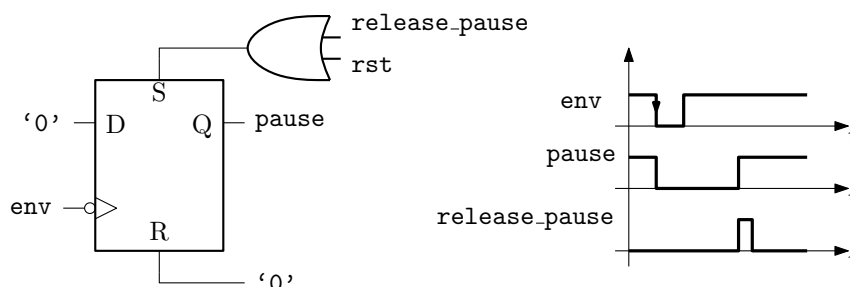 release_pause
rst
S
'0' D Q pause
env
R
'0'
env
pause
release_pause